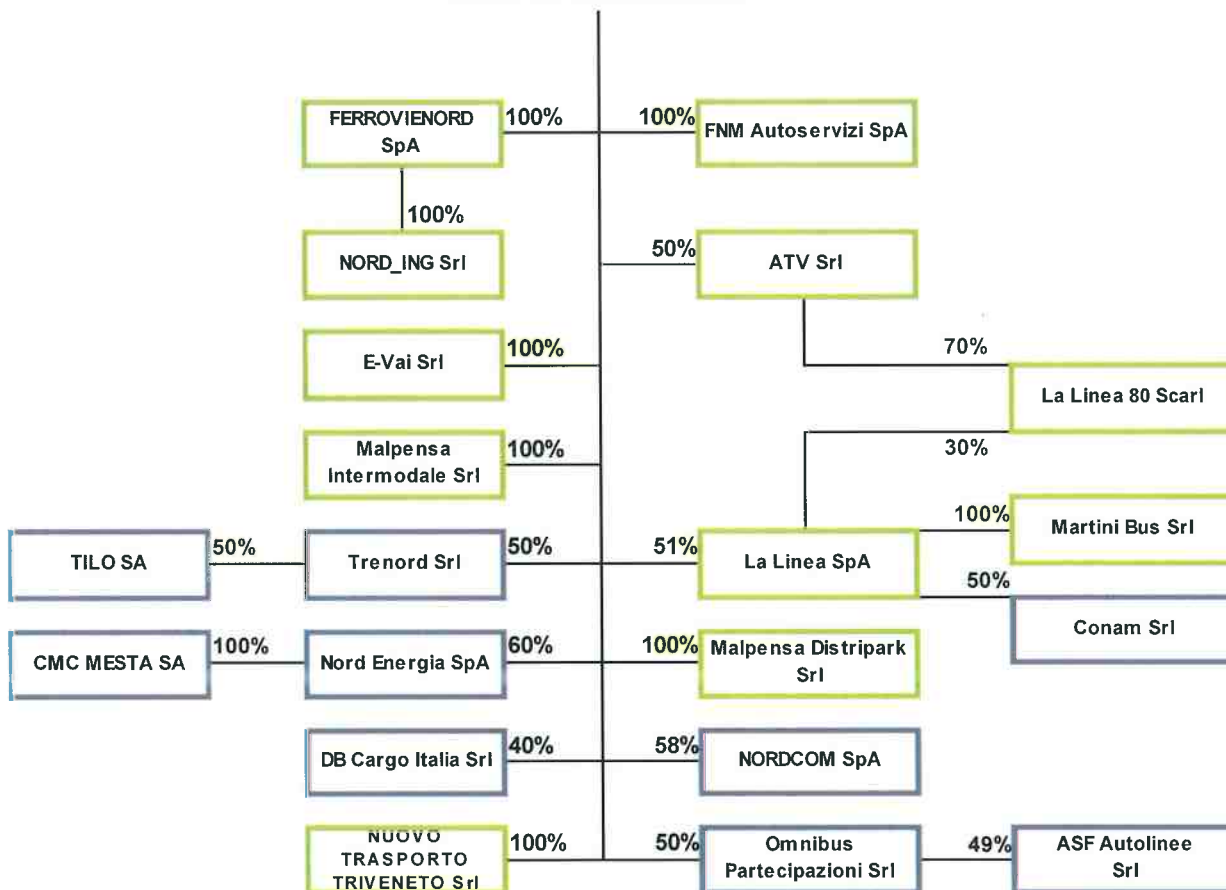 FERROVIENORD
SpA
100%
100%
FNM Autoservizi SpA
100%
NORD_ING Srl
50%
ATV Srl
E-Vai Srl
100%
70%
La Linea 80 Scarl
30%
Malpensa
Intermodale Srl
100%
TILO SA
50%
Trenord Srl
50%
51%
La Linea SpA
100%
Martini Bus Srl
50%
Conam Srl
CMC MESTA SA
100%
Nord Energia SpA
60%
100%
Malpensa Distripark
Srl
DB Cargo Italia Srl
40%
58%
NORDCOM SpA
NUOVO
TRASPORTO
TRIVENETO Srl
100%
50%
Omnibus
Partecipazioni Srl
49%
ASF Autolinee
Srl